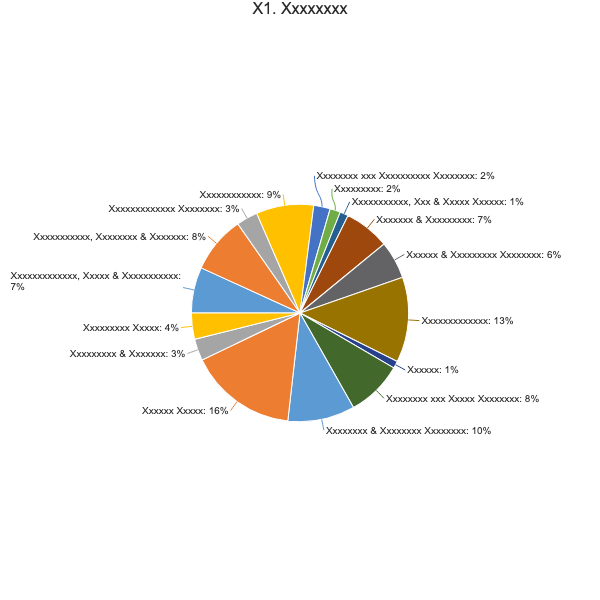 X1. Xxxxxxxx
Xxxxxxxx xxx Xxxxxxxxxx Xxxxxxxx: 2%
Xxxxxxxxx: 2%
Xxxxxxxxxxx, Xxx & Xxxxx Xxxxxx: 1%
Xxxxxxx & Xxxxxxxxx: 7%
Xxxxxx & Xxxxxxxxx Xxxxxxxx: 6%
Xxxxxxxxxxxxx: 13%
Xxxxxx: 1%
Xxxxxxxx xxx Xxxxx Xxxxxxxx: 8%
Xxxxxxxx & Xxxxxxxx Xxxxxxxx: 10%
Xxxxxx Xxxxx: 16%
Xxxxxxxxx & Xxxxxxx: 3%
Xxxxxxxxx Xxxxx: 4%
Xxxxxxxxxxxxx, Xxxxx & Xxxxxxxxxxx:
7%
Xxxxxxxxxxx, Xxxxxxxx & Xxxxxxx: 8%
Xxxxxxxxxxxxx Xxxxxxxx: 3%
Xxxxxxxxxxxx: 9%